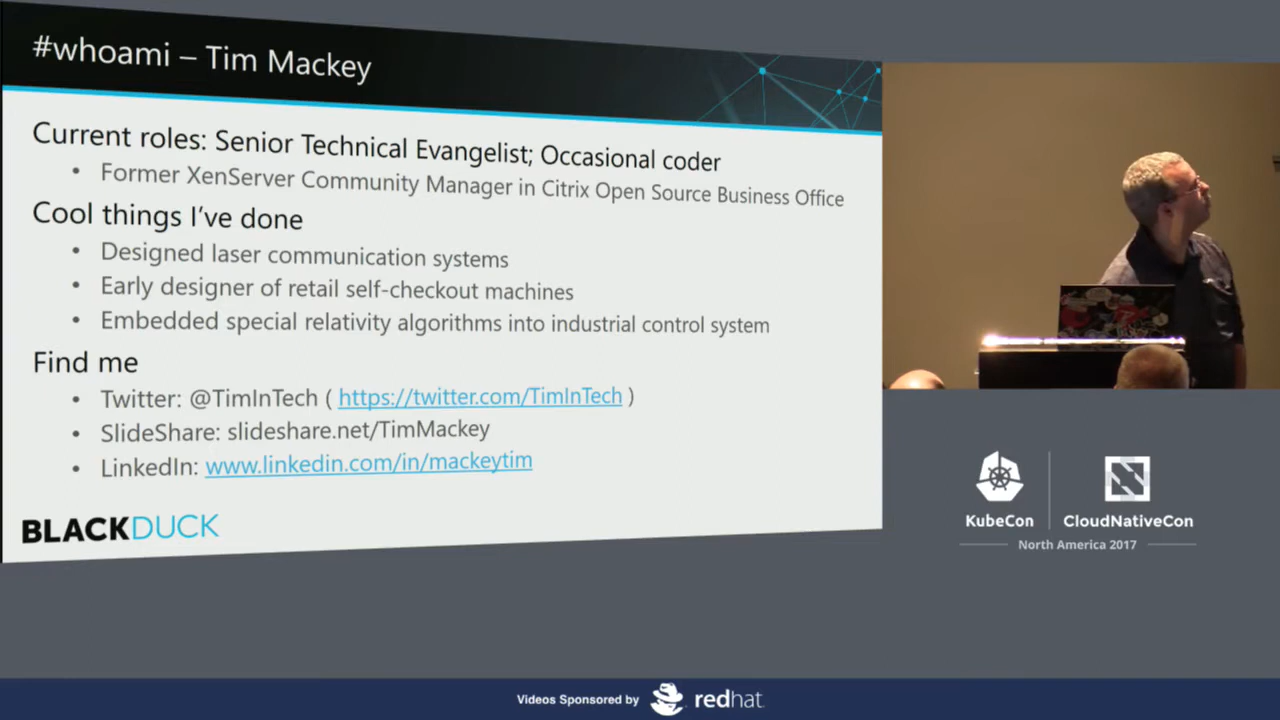 #whoami – Tim Mackey
Current roles: Senior Technical Evangelist; Occasional coder
• Former XenServer Community Manager in Citrix Open Source Business Office
Cool things I've done
• Designed laser communication systems
• Early designer of retail self-checkout machines
• Embedded special relativity algorithms into industrial control system
Find me
• Twitter: @TimInTech ( https://twitter.com/TimInTech )
• SlideShare: slideshare.net/TimMackey
• LinkedIn: www.linkedin.com/in/mackeytim
BLACKDUCK
KubeCon
CloudNativeCon
North America 2017
Videos Sponsored by
redhat